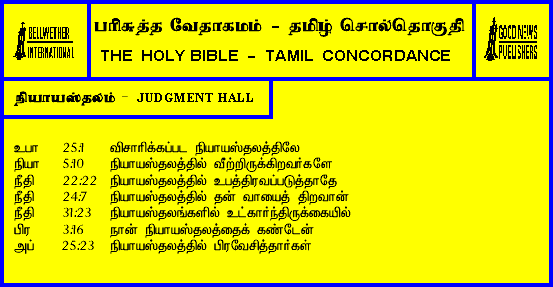 BELLWETHER
INTERNATIONAL
பரிசுத்த வேதாகமம் - தமிழ் சொல்தொகுதி
THE HOLY BIBLE - TAMIL CONCORDANCE
GOOD NEWS
PUBLISHERS
நியாயஸ்தலம் - JUDGMENT HALL
உபா 25:1 விசாரிக்கப்பட நியாயஸ்தலத்திலே
நியா 5:10 நியாயஸ்தலத்தில் வீற்றிருக்கிறவர்களே
நீதி 22:22 நியாயஸ்தலத்தில் உபத்திரவப்படுத்தாதே
நீதி 24:7 நியாயஸ்தலத்தில் தன் வாயைத் திறவான்
நீதி 31:23 நியாயஸ்தலங்களில் உட்கார்ந்திருக்கையில்
பிர 3:16 நான் நியாயஸ்தலத்தைக் கண்டேன்
அப் 25:23 நியாயஸ்தலத்தில் பிரவேசித்தார்கள்